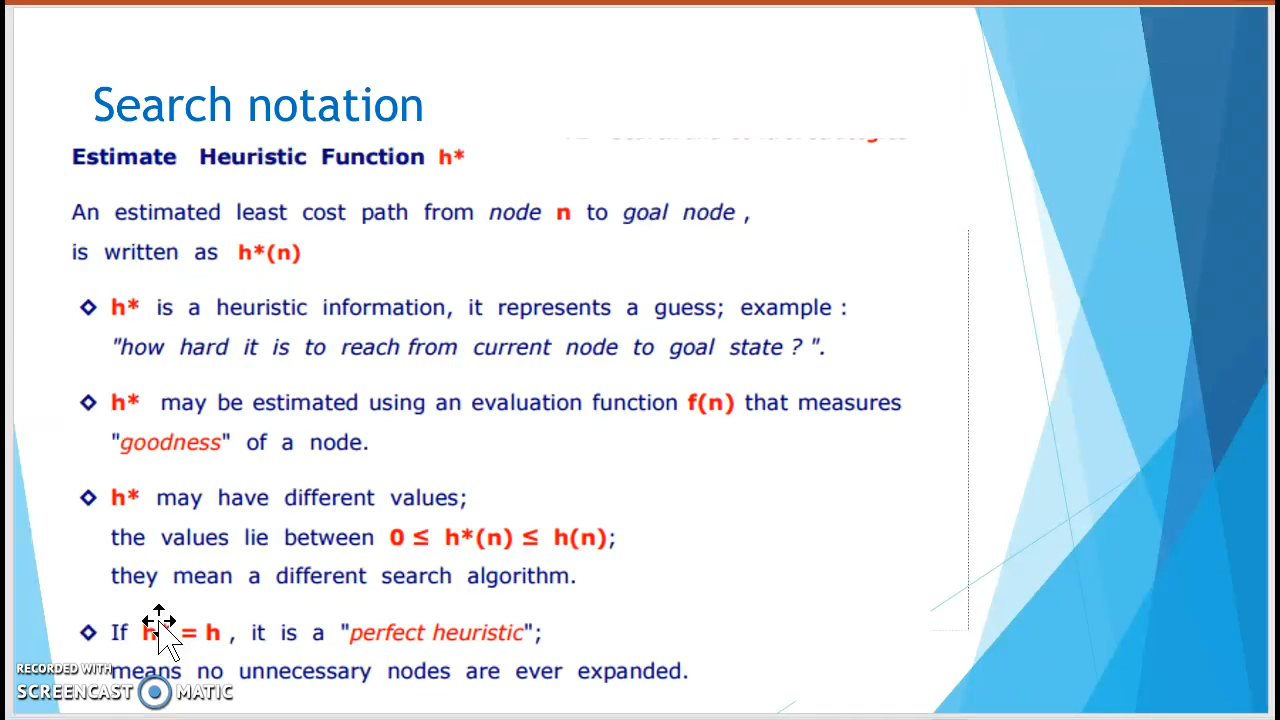 Search notation
Estimate Heuristic Function h*
An estimated least cost path from node n to goal node ,
is written as h*(n)
❖ h* is a heuristic information, it represents a guess; example :
"how hard it is to reach from current node to goal state ? ".
❖ h* may be estimated using an evaluation function f(n) that measures
"goodness" of a node.
❖ h* may have different values;
the values lie between 0 ≤ h*(n) ≤ h(n);
they mean a different search algorithm.
❖ If h* = h , it is a "perfect heuristic";
means no unnecessary nodes are ever expanded.
RECORDED WITH
SCREENCAST MATIC